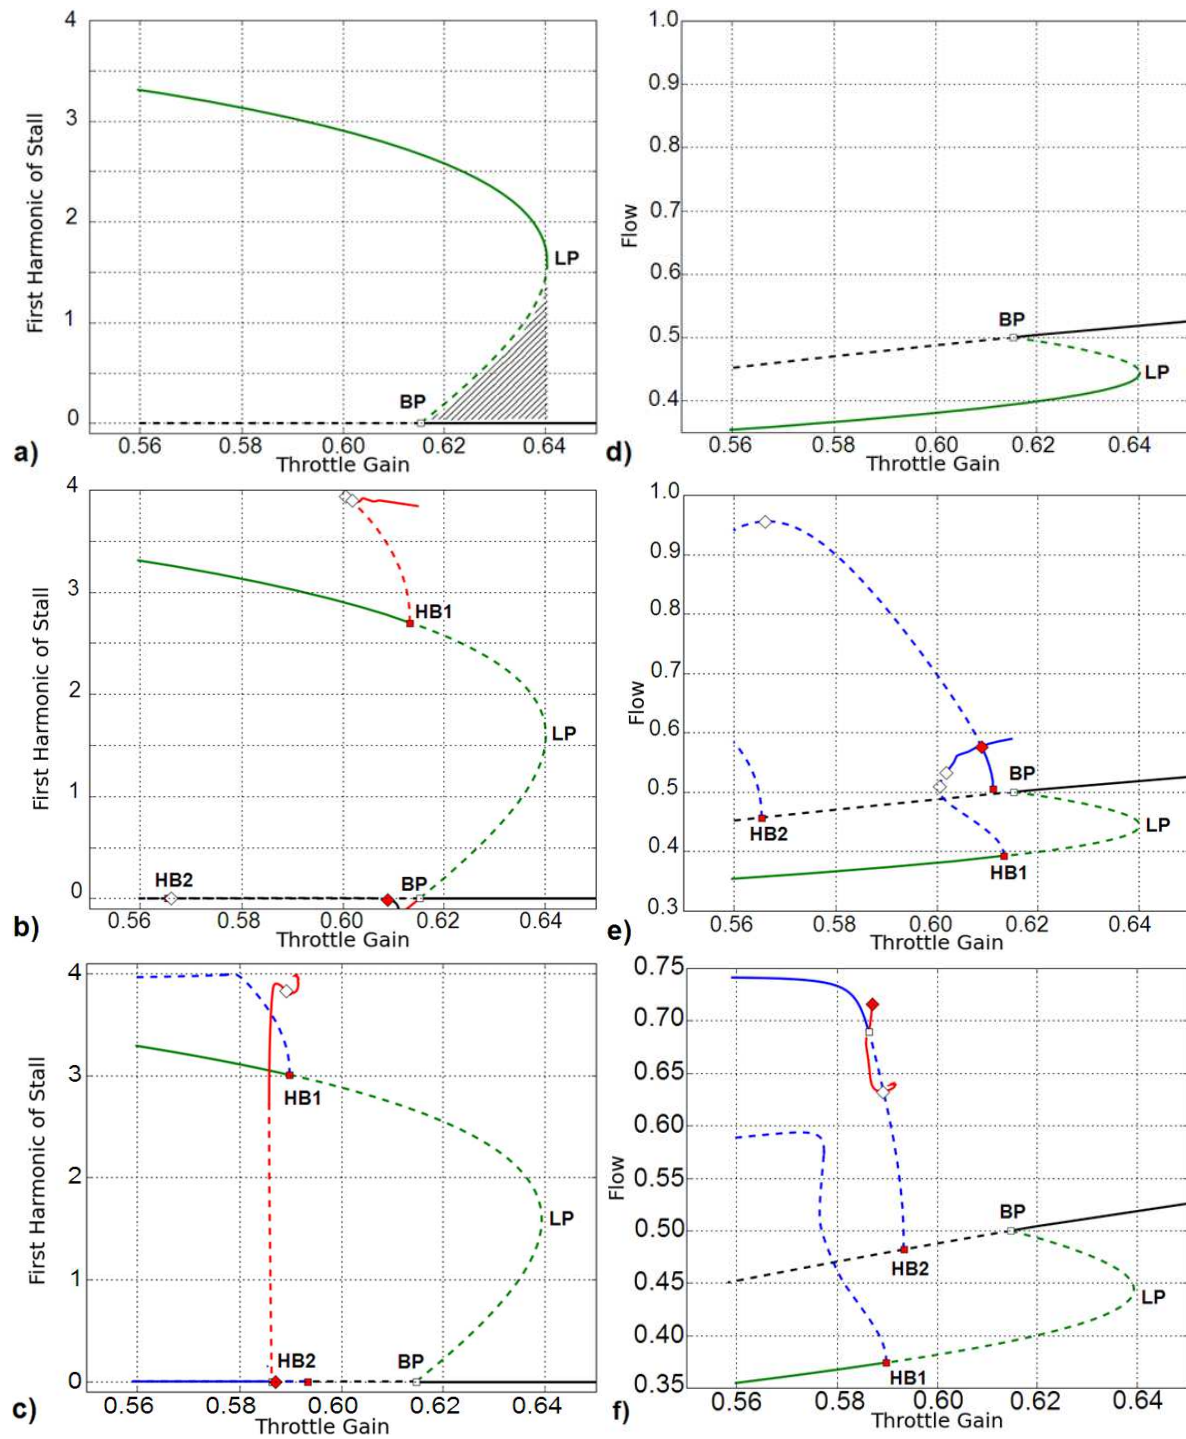 4
3
2
1
0
First Harmonic of Stall
LP
BP
0.56 0.58 0.60 0.62 0.64
Throttle Gain
a)
1.0
0.9
0.8
0.7
0.6
0.5
0.4
Flow
BP
LP
0.56 0.58 0.60 0.62 0.64
Throttle Gain
d)
4
3
2
1
0
First Harmonic of Stall
HB1
LP
HB2
BP
0.56 0.58 0.60 0.62 0.64
Throttle Gain
b)
1.0
0.9
0.8
0.7
0.6
0.5
0.4
0.3
Flow
BP
HB2
LP
HB1
0.56 0.58 0.60 0.62 0.64
Throttle Gain
e)
4
3
2
1
0
First Harmonic of Stall
HB1
LP
HB2
BP
0.56 0.58 0.60 0.62 0.64
Throttle Gain
c)
0.75
0.70
0.65
0.60
0.55
0.50
0.45
0.40
0.35
Flow
BP
HB2
LP
HB1
0.56 0.58 0.60 0.62 0.64
Throttle Gain
f)